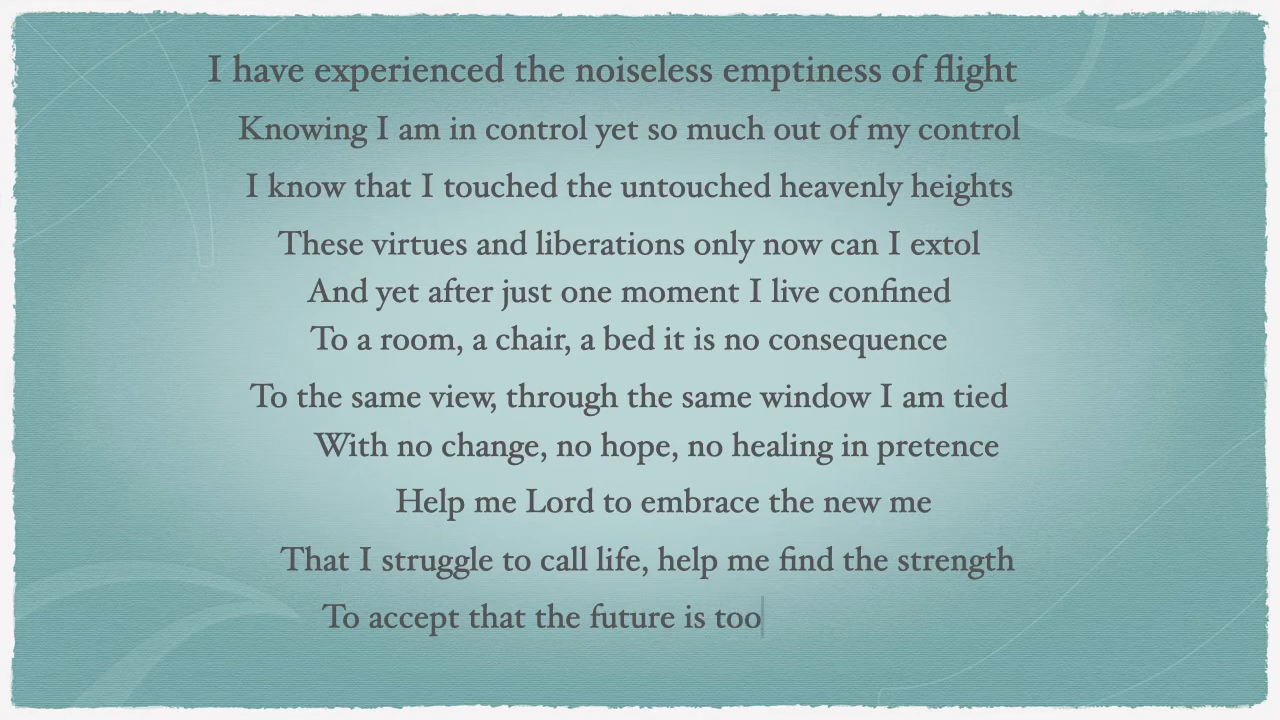 I have experienced the noiseless emptiness of flight
Knowing I am in control yet so much out of my control
I know that I touched the untouched heavenly heights
These virtues and liberations only now can I extol
And yet after just one moment I live confined
To a room, a chair, a bed it is no consequence
To the same view, through the same window I am tied
With no change, no hope, no healing in pretence
Help me Lord to embrace the new me
That I struggle to call life, help me find the strength
To accept that the future is too